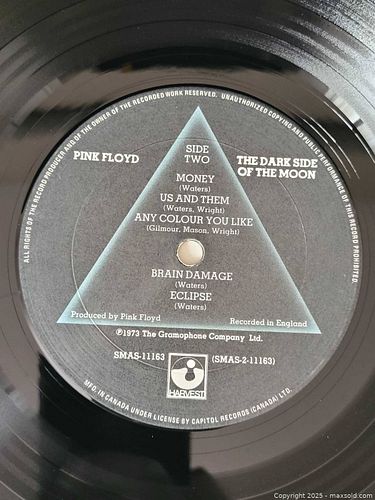 ALL RIGHTS OF THE RECORD PRODUCER AND OF THE OWNER OF THE RECORDED WORK RESERVED. UNAUTHORIZED COPYING AND PUBLIC PERFORMANCE OF THIS RECORD PROHIBITED.
PINK FLOYD
SIDE
TWO
THE DARK SIDE
OF THE MOON
MONEY
(Waters)
US AND THEM
(Waters, Wright)
ANY COLOUR YOU LIKE
(Gilmour, Mason, Wright)
BRAIN DAMAGE
(Waters)
ECLIPSE
(Waters)
Produced by Pink Floyd
Recorded in England
℗1973 The Gramophone Company Ltd.
SMAS-11163
(SMAS-2-11163)
HARVEST
MFD. IN CANADA UNDER LICENSE BY CAPITOL RECORDS (CANADA) LTD.
Copyright 2025 - maxsold.com